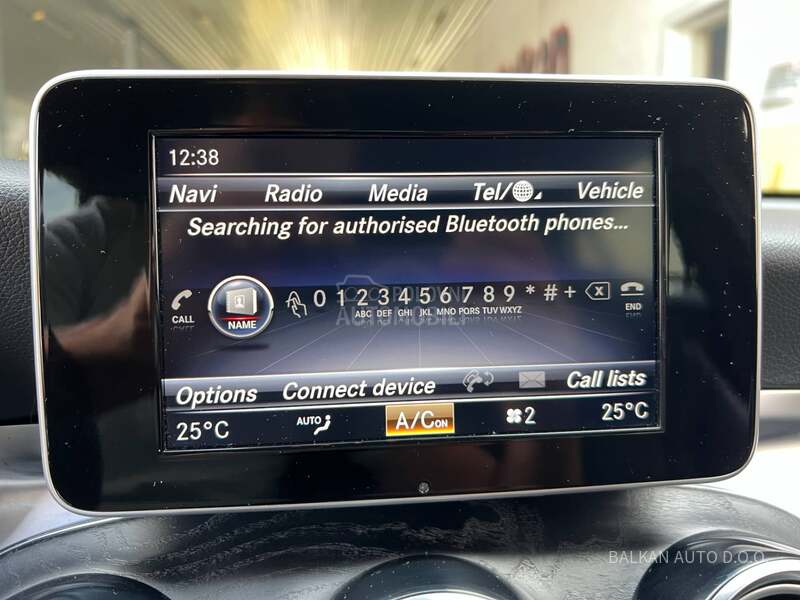 12:38
Navi Radio Media Tel/ Vehicle
Searching for authorised Bluetooth phones...
CALL NAME 0 1 2 3 4 5 6 7 8 9 * # + END
ABC DEF GHI JKL MNO PQRS TUV WXYZ
POLOVNI
AUTOMOBILI
Options Connect device Call lists
25°C AUTO A/C ON 2 25°C
BALKAN AUTO D.O.O.